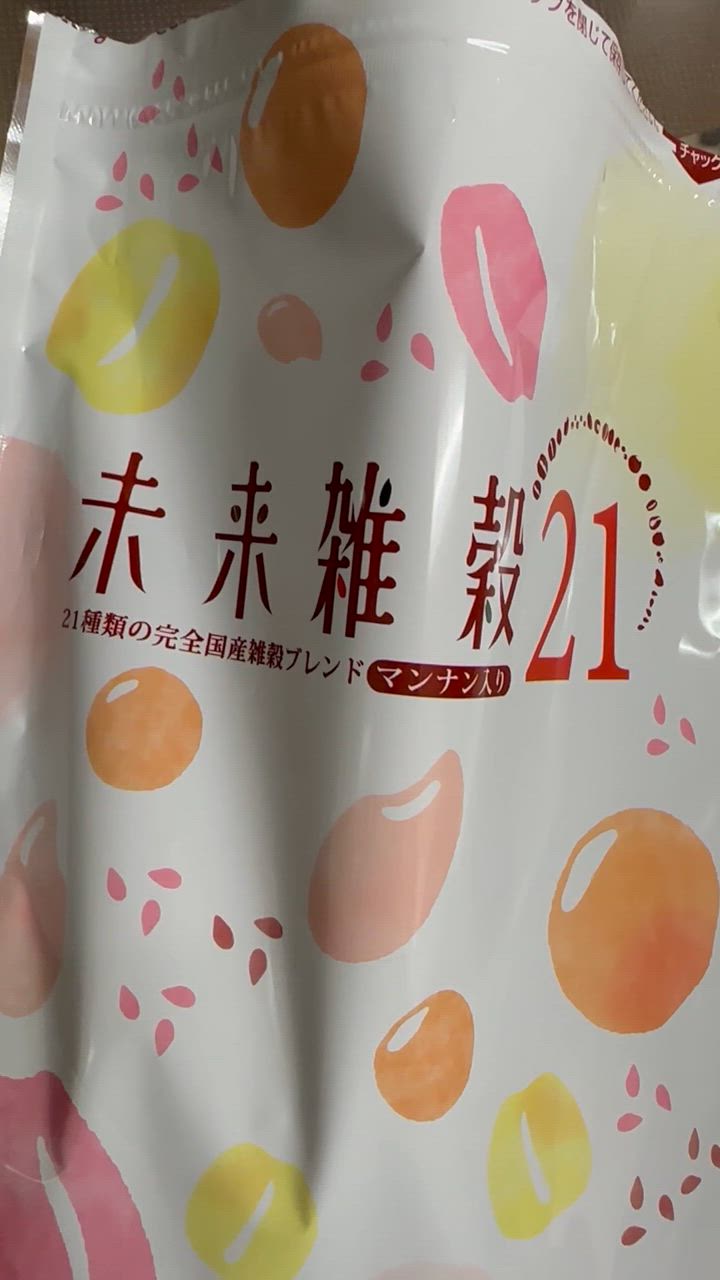 チャック
未来雑穀21
21種類の完全国産雑穀ブレンド マンナン入り